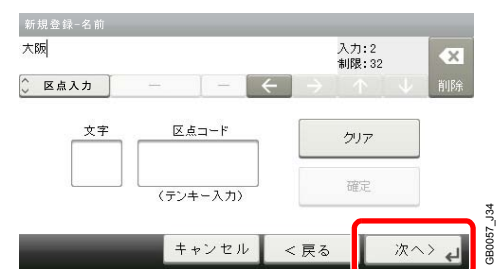 新規登録-名前
大阪
入力:2
制限:32
削除
区点入力
文字
区点コード
(テンキー入力)
クリア
確定
キャンセル
< 戻る
次へ >
GB0057_J34